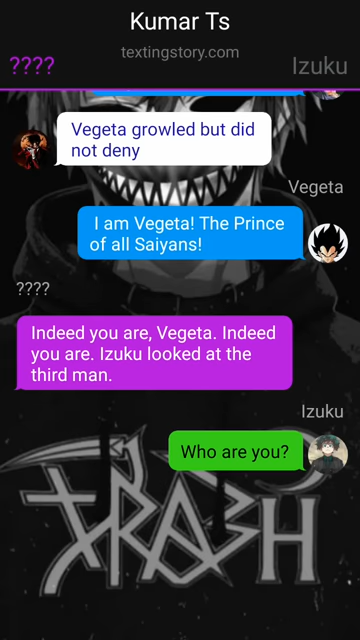 Kumar Ts
textingstory.com
????
Izuku
Vegeta growled but did
not deny
Vegeta
I am Vegeta! The Prince
of all Saiyans!
????
Indeed you are, Vegeta. Indeed
you are. Izuku looked at the
third man.
Izuku
Who are you?
TRASH